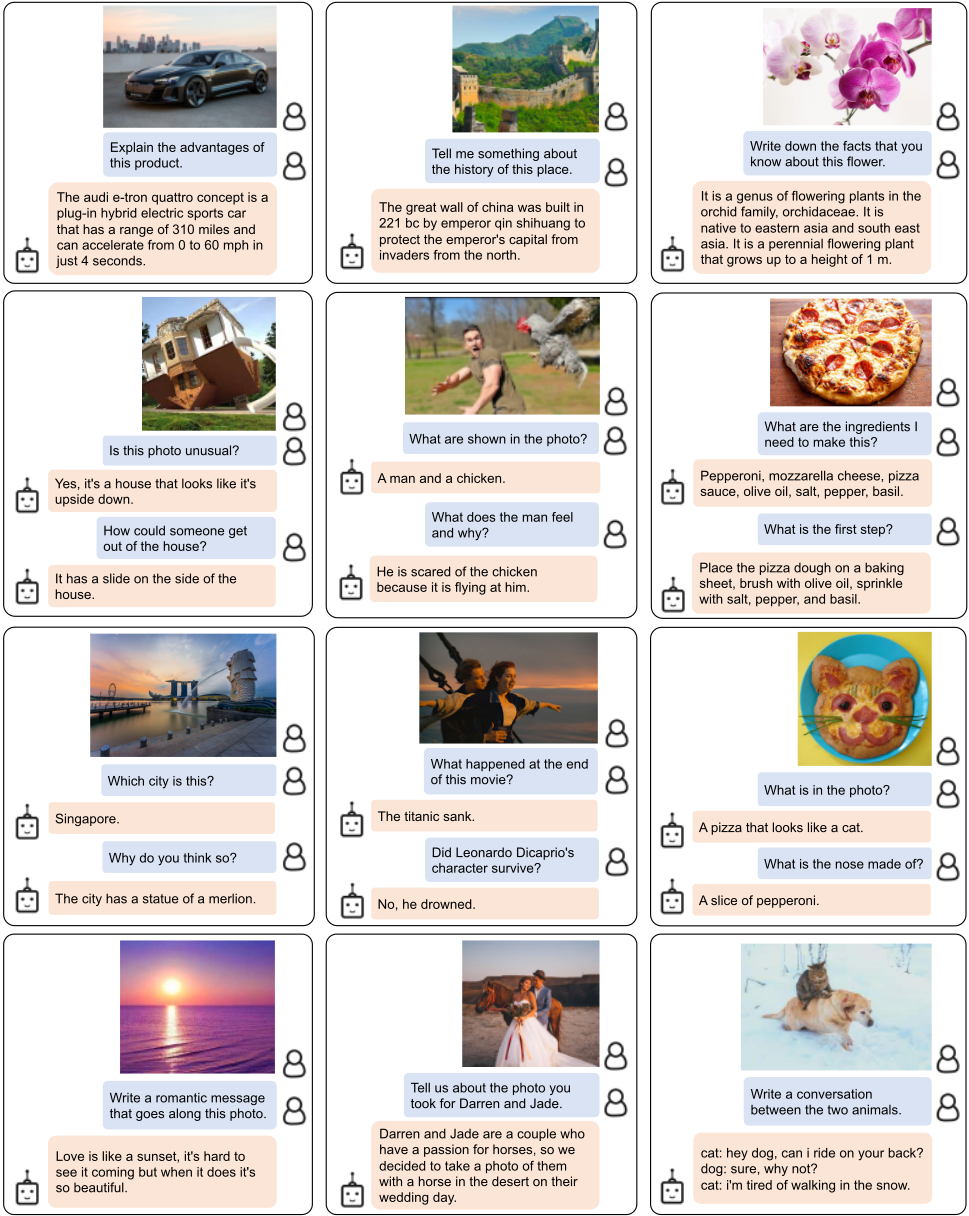 Explain the advantages of
this product.
The audi e-tron quattro concept is a
plug-in hybrid electric sports car
that has a range of 310 miles and
can accelerate from 0 to 60 mph in
just 4 seconds.
Tell me something about
the history of this place.
The great wall of china was built in
221 bc by emperor qin shihuang to
protect the emperor's capital from
invaders from the north.
Write down the facts that you
know about this flower.
It is a genus of flowering plants in the
orchid family, orchidaceae. It is
native to eastern asia and south east
asia. It is a perennial flowering plant
that grows up to a height of 1 m.
Is this photo unusual?
Yes, it's a house that looks like it's
upside down.
How could someone get
out of the house?
It has a slide on the side of the
house.
What are shown in the photo?
A man and a chicken.
What does the man feel
and why?
He is scared of the chicken
because it is flying at him.
What are the ingredients I
need to make this?
Pepperoni, mozzarella cheese, pizza
sauce, olive oil, salt, pepper, basil.
What is the first step?
Place the pizza dough on a baking
sheet, brush with olive oil, sprinkle
with salt, pepper, and basil.
Which city is this?
Singapore.
Why do you think so?
The city has a statue of a merlion.
What happened at the end
of this movie?
The titanic sank.
Did Leonardo Dicaprio's
character survive?
No, he drowned.
What is in the photo?
A pizza that looks like a cat.
What is the nose made of?
A slice of pepperoni.
Write a romantic message
that goes along this photo.
Love is like a sunset, it's hard to
see it coming but when it does it's
so beautiful.
Tell us about the photo you
took for Darren and Jade.
Darren and Jade are a couple who
have a passion for horses, so we
decided to take a photo of them
with a horse in the desert on their
wedding day.
Write a conversation
between the two animals.
cat: hey dog, can i ride on your back?
dog: sure, why not?
cat: i'm tired of walking in the snow.